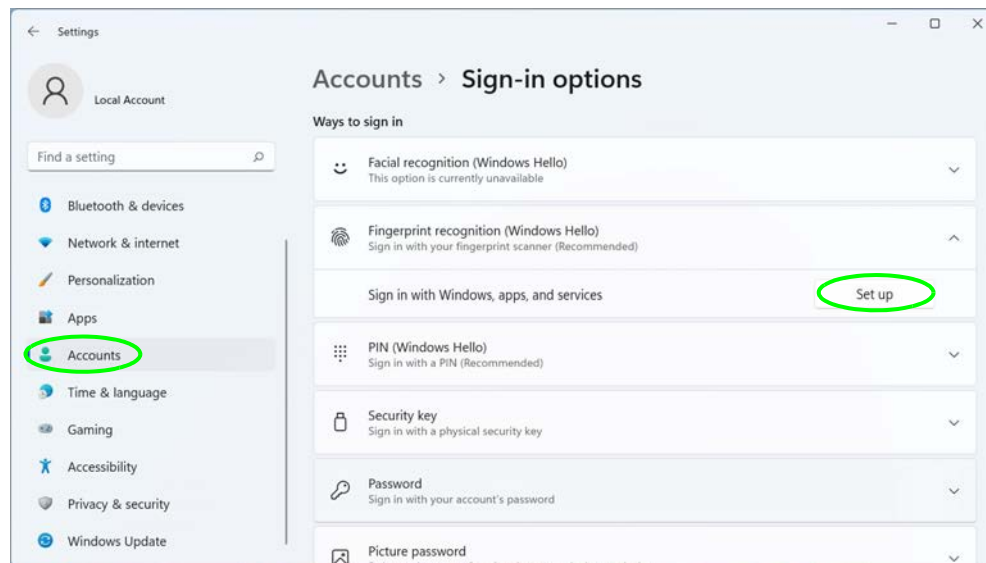 Settings
Local Account
Find a setting
Bluetooth & devices
Network & internet
Personalization
Apps
Accounts
Time & language
Gaming
Accessibility
Privacy & security
Windows Update
Accounts > Sign-in options
Ways to sign in
Facial recognition (Windows Hello)
This option is currently unavailable
Fingerprint recognition (Windows Hello)
Sign in with your fingerprint scanner (Recommended)
Sign in with Windows, apps, and services
Set up
PIN (Windows Hello)
Sign in with a PIN (Recommended)
Security key
Sign in with a physical security key
Password
Sign in with your account's password
Picture password